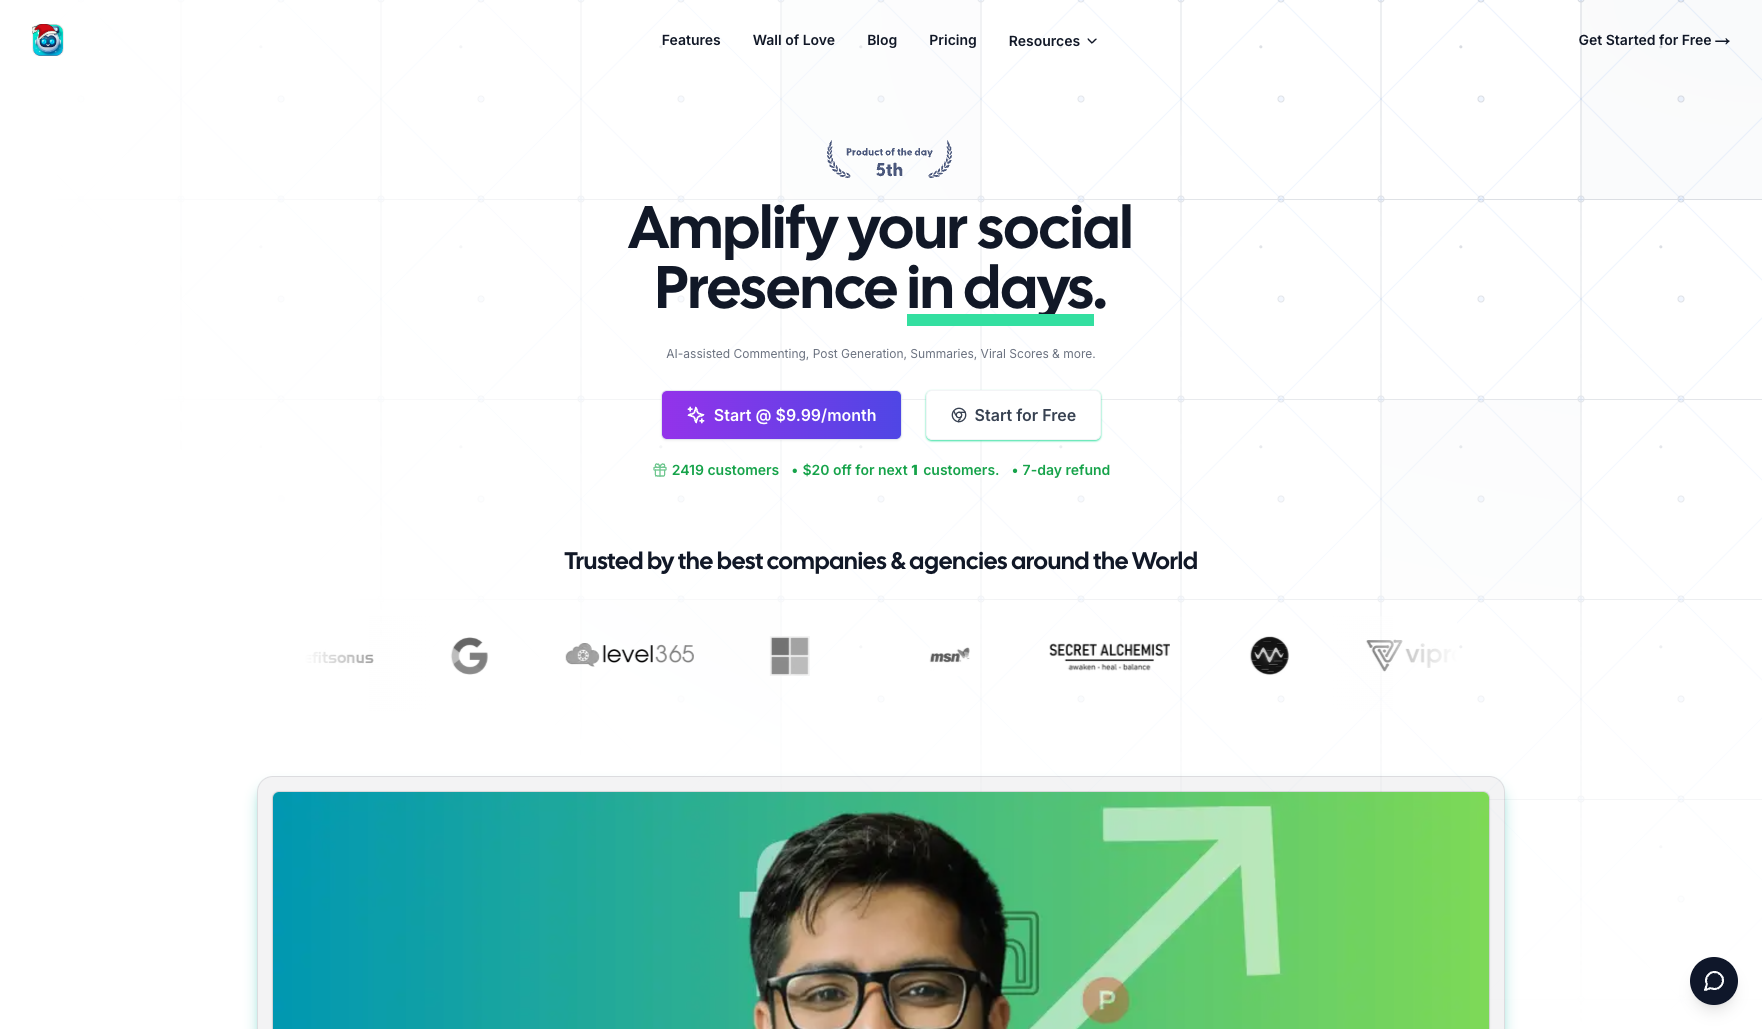 Features
Wall of Love
Blog
Pricing
Resources
Get Started for Free →
Product of the day
5th
Amplify your social
Presence in days.
AI-assisted Commenting, Post Generation, Summaries, Viral Scores & more.
Start @ $9.99/month
Start for Free
2419 customers • $20 off for next 1 customers. • 7-day refund
Trusted by the best companies & agencies around the World
fitsonus
G
level365
msn
SECRET ALCHEMIST
awaken - heal - balance
vipr
P